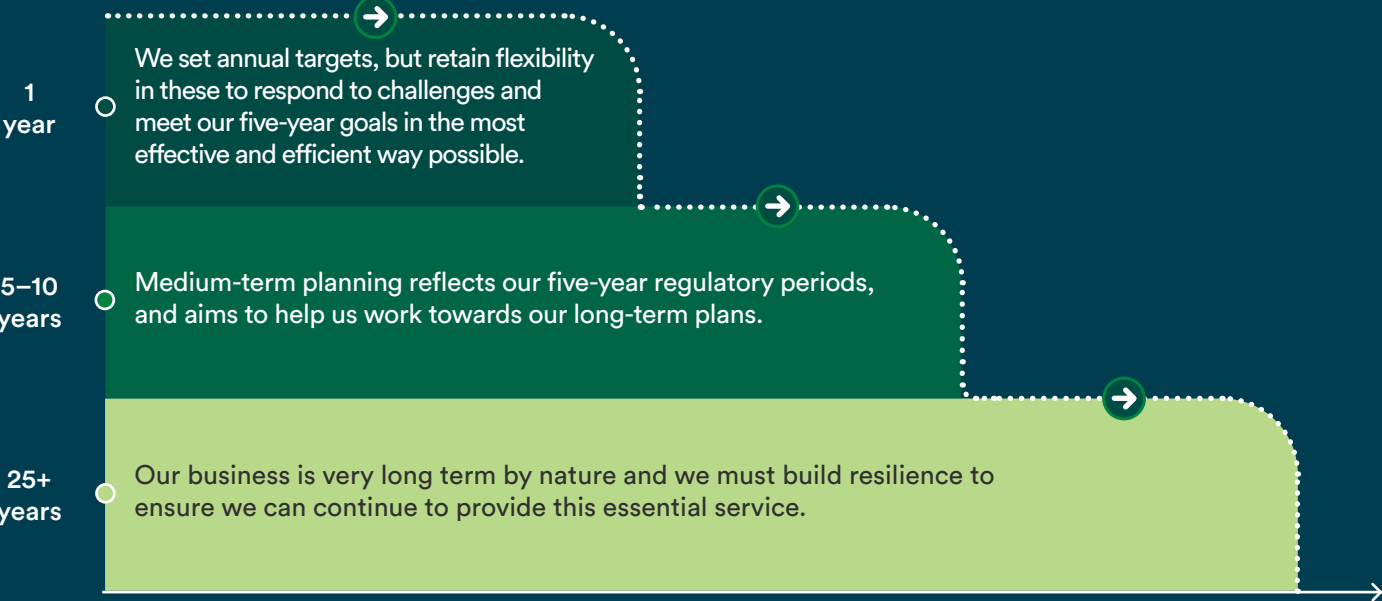 1
year
We set annual targets, but retain flexibility
in these to respond to challenges and
meet our five-year goals in the most
effective and efficient way possible.
5–10
years
Medium-term planning reflects our five-year regulatory periods,
and aims to help us work towards our long-term plans.
25+
years
Our business is very long term by nature and we must build resilience to
ensure we can continue to provide this essential service.